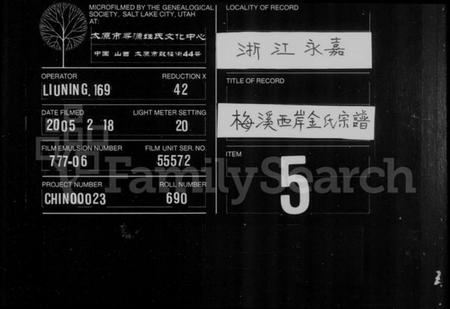 MICROFILMED BY THE GENEALOGICAL
SOCIETY, SALT LAKE CITY, UTAH
AT:
太原市寻源姓氏文化中心
中国 山西 太原市
44号
OPERATOR
REDUCTION X
LIUNING,169
42
DATE FILMED
LIGHT METER SETTING
2005 2 18
20
FILM EMULSION NUMBER
FILM UNIT SER. NO.
777-06
55572
PROJECT NUMBER
ROLL NUMBER
CHINO0023
690
LOCALITY OF RECORD
浙江永嘉
TITLE OF RECORD
梅溪西岸金氏宗譜
ITEM
5
FamilySearch